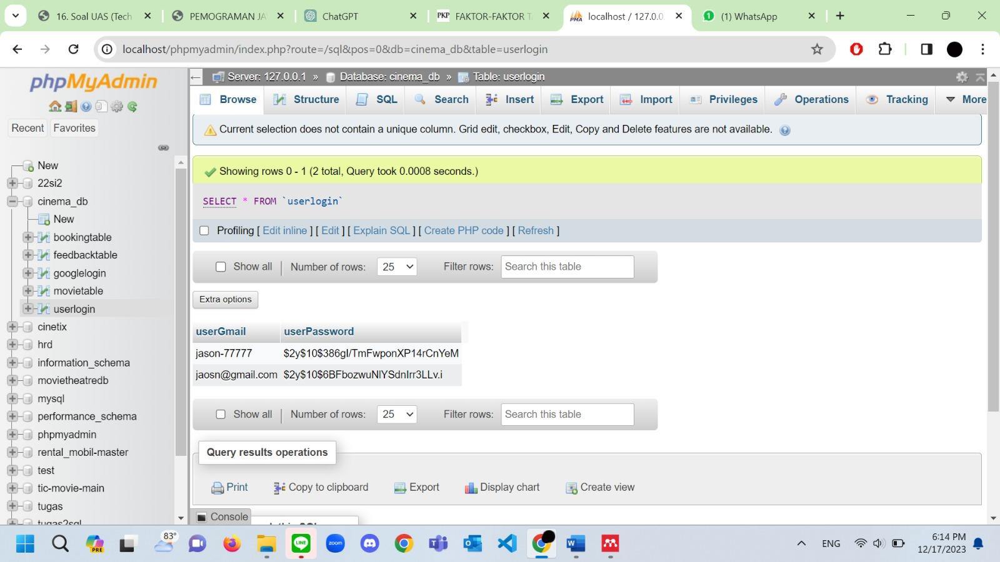 16. Soal UAS (Tech
PEMOGRAMAN JA
ChatGPT
PKP FAKTOR-FAKTOR T
PMA localhost / 127.0.0.
1 (1) WhatsApp
localhost/phpmyadmin/index.php?route=/sql&pos=0&db=cinema_db&table=userlogin
phpMyAdmin
Recent Favorites
New
22si2
cinema_db
New
bookingtable
feedbacktable
googlelogin
movietable
userlogin
cinetix
hrd
information_schema
movietheatredb
mysql
performance_schema
phpmyadmin
rental_mobil-master
test
tic-movie-main
tugas
tugas2sql
Server: 127.0.0.1 » Database: cinema_db » Table: userlogin
Browse Structure SQL Search Insert Export Import Privileges Operations Tracking More
Current selection does not contain a unique column. Grid edit, checkbox, Edit, Copy and Delete features are not available.
Showing rows 0 - 1 (2 total, Query took 0.0008 seconds.)
SELECT * FROM `userlogin`
Profiling [ Edit inline ] [ Edit ] [ Explain SQL ] [ Create PHP code ] [ Refresh ]
Show all Number of rows: 25 Filter rows: Search this table
Extra options
userGmail userPassword
jason-77777 $2y$10$386gI/TmFwponXP14rCnYeM
jaosn@gmail.com $2y$10$6BFbozwuNlYSdnIrr3LLv.i
Show all Number of rows: 25 Filter rows: Search this table
Query results operations
Print Copy to clipboard Export Display chart Create view
Console
PRE
83°
zoom
ENG
6:14 PM
12/17/2023